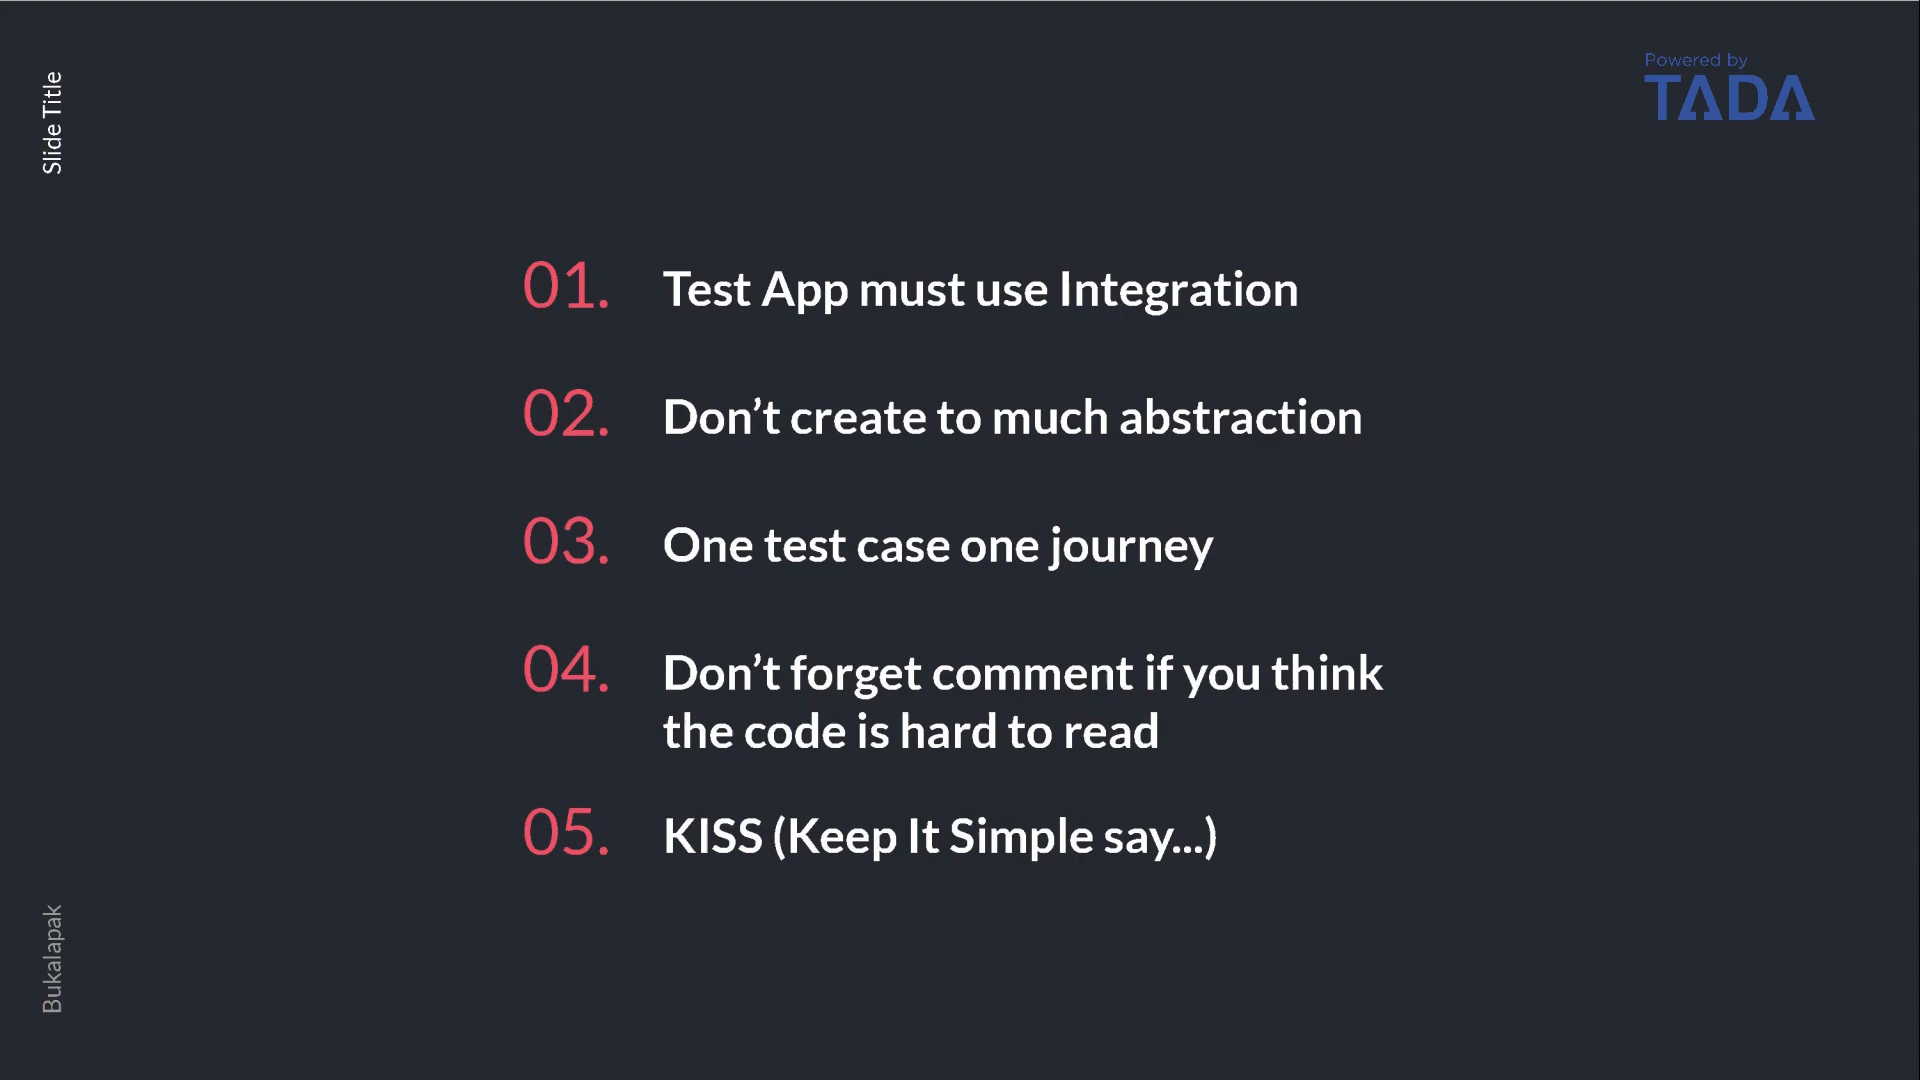 Slide Title
Powered by
TADA
01. Test App must use Integration
02. Don’t create to much abstraction
03. One test case one journey
04. Don’t forget comment if you think
the code is hard to read
05. KISS (Keep It Simple say...)
Bukalapak